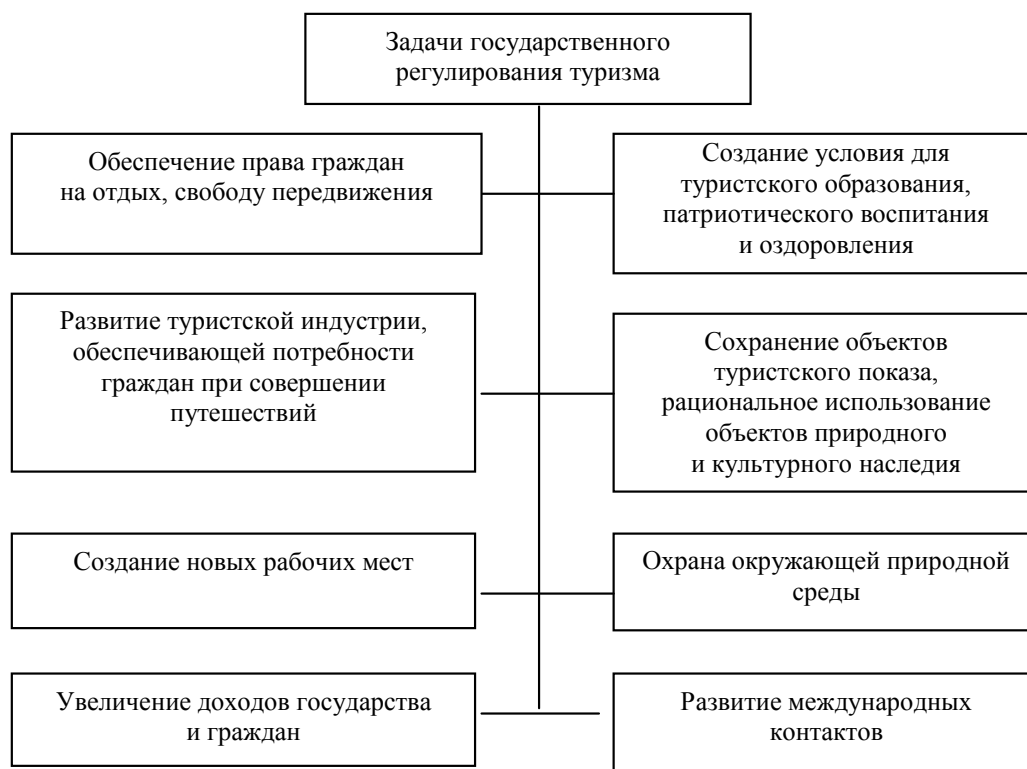 Задачи государственного
регулирования туризма
Обеспечение права граждан
на отдых, свободу передвижения
Создание условия для
туристского образования,
патриотического воспитания
и оздоровления
Развитие туристской индустрии,
обеспечивающей потребности
граждан при совершении
путешествий
Сохранение объектов
туристского показа,
рациональное использование
объектов природного
и культурного наследия
Создание новых рабочих мест
Охрана окружающей природной
среды
Увеличение доходов государства
и граждан
Развитие международных
контактов